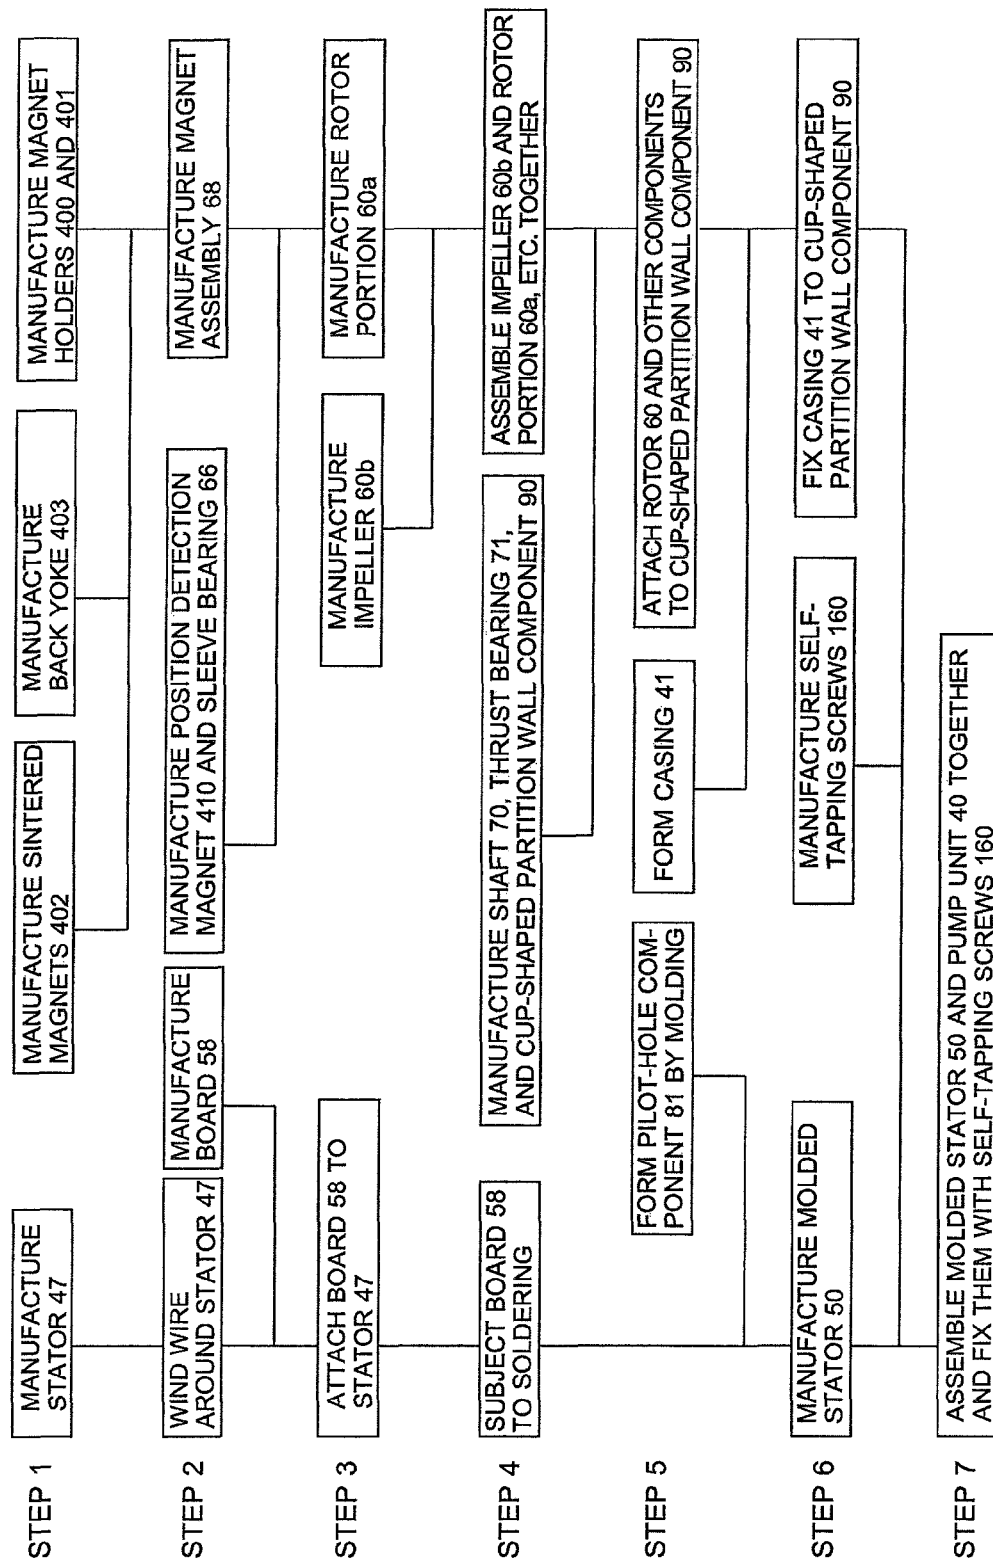 STEP 1
MANUFACTURE
STATOR 47
MANUFACTURE SINTERED
MAGNETS 402
MANUFACTURE
BACK YOKE 403
MANUFACTURE MAGNET
HOLDERS 400 AND 401
STEP 2
WIND WIRE
AROUND STATOR 47
MANUFACTURE
BOARD 58
MANUFACTURE POSITION DETECTION
MAGNET 410 AND SLEEVE BEARING 66
MANUFACTURE MAGNET
ASSEMBLY 68
STEP 3
ATTACH BOARD 58 TO
STATOR 47
MANUFACTURE
IMPELLER 60b
MANUFACTURE ROTOR
PORTION 60a
STEP 4
SUBJECT BOARD 58
TO SOLDERING
MANUFACTURE SHAFT 70, THRUST BEARING 71,
AND CUP-SHAPED PARTITION WALL COMPONENT 90
ASSEMBLE IMPELLER 60b AND ROTOR
PORTION 60a, ETC. TOGETHER
STEP 5
FORM PILOT-HOLE COM-
PONENT 81 BY MOLDING
FORM CASING 41
ATTACH ROTOR 60 AND OTHER COMPONENTS
TO CUP-SHAPED PARTITION WALL COMPONENT 90
STEP 6
MANUFACTURE MOLDED
STATOR 50
MANUFACTURE SELF-
TAPPING SCREWS 160
FIX CASING 41 TO CUP-SHAPED
PARTITION WALL COMPONENT 90
STEP 7
ASSEMBLE MOLDED STATOR 50 AND PUMP UNIT 40 TOGETHER
AND FIX THEM WITH SELF-TAPPING SCREWS 160